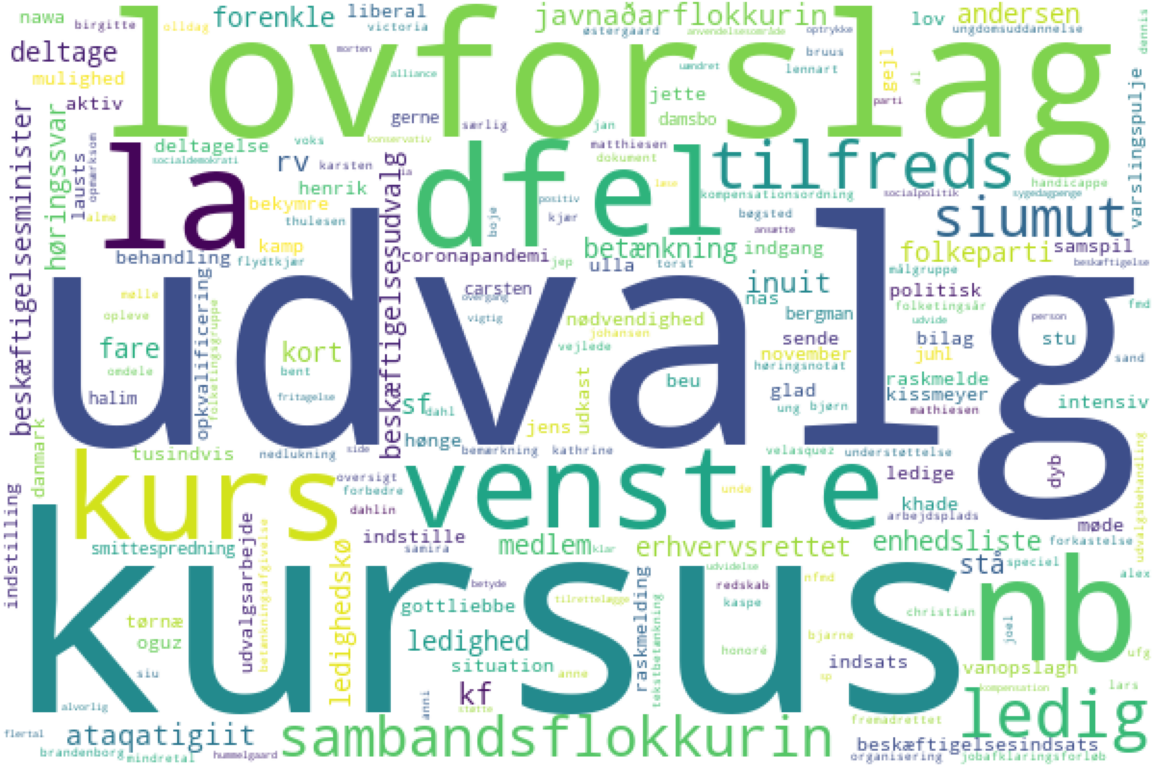 nawa birgitte olldag forenkle liberal victoria javnaðarflokkurin østergaard anvendelsesområde optrykke lov andersen ungdomsuddannelse dennis
lovforslag
deltage mulighed aktiv morten alliance uændret bruus lennart gejl al parti
høringssvar gerne særlig jan jette damsbo varslingspulje
beskæftigelsesminister lausts opmærksom alme deltagelse socialdemokrati voks rv karsten konservativ ia matthiesen dokument
la dfel tilfreds
henrik bekymre thulesen positiv kjær boje læse kompensationsordning socialpolitik sygedagpenge handicappe
siumut
bøgsted ansætte
behandling kamp flydtkjær coronapandemi jep betænkning ulla torst indgang folkeparti samspil beskæftigelse
udvalg
beskæftigelsesudvalg carsten overgang vigtig inuit nas målgruppe politisk folketingsår fmd
mølle opleve opkvalificering folketingsgruppe nødvendighed johansen vejlede bergman sende udvide person
fare omdele kort bent november høringsnotat bilag juhl stu sand
halim fritagelse sf dahl beu udkast glad ung bjørn raskmelde kissmeyer mathiesen intensiv
danmark jens hønge
tusindvis nedlukning side bemærkning kathrine velasquez understøttelse dyb udvalgsbehandling
kurs venstre
oversigt forbedre dahlin unde ledige khade arbejdsplads møde forkastelse
indstilling smittespredning udvalgsarbejde betænkningsafgivelse ledighedskø indstille samira medlem klar erhvervsrettet enhedsliste stå speciel alex
kursus nb
betyde tilrettelægge udvidelse redskab nfmd kaspe christian joel
tørnæ oguz gottliebbe ledighed raskmelding tekstbetænkning honoré bjarne ufg
siu situation anne sp indsats vanopslagh
kf kompensation lars
ledig
alvorlig anni støtte fremadrettet
flertal ataqatigiit sambandsflokkurin beskæftigelsesindsats
brandenborg mindretal hummelgaard organisering jobafklaringsforløb